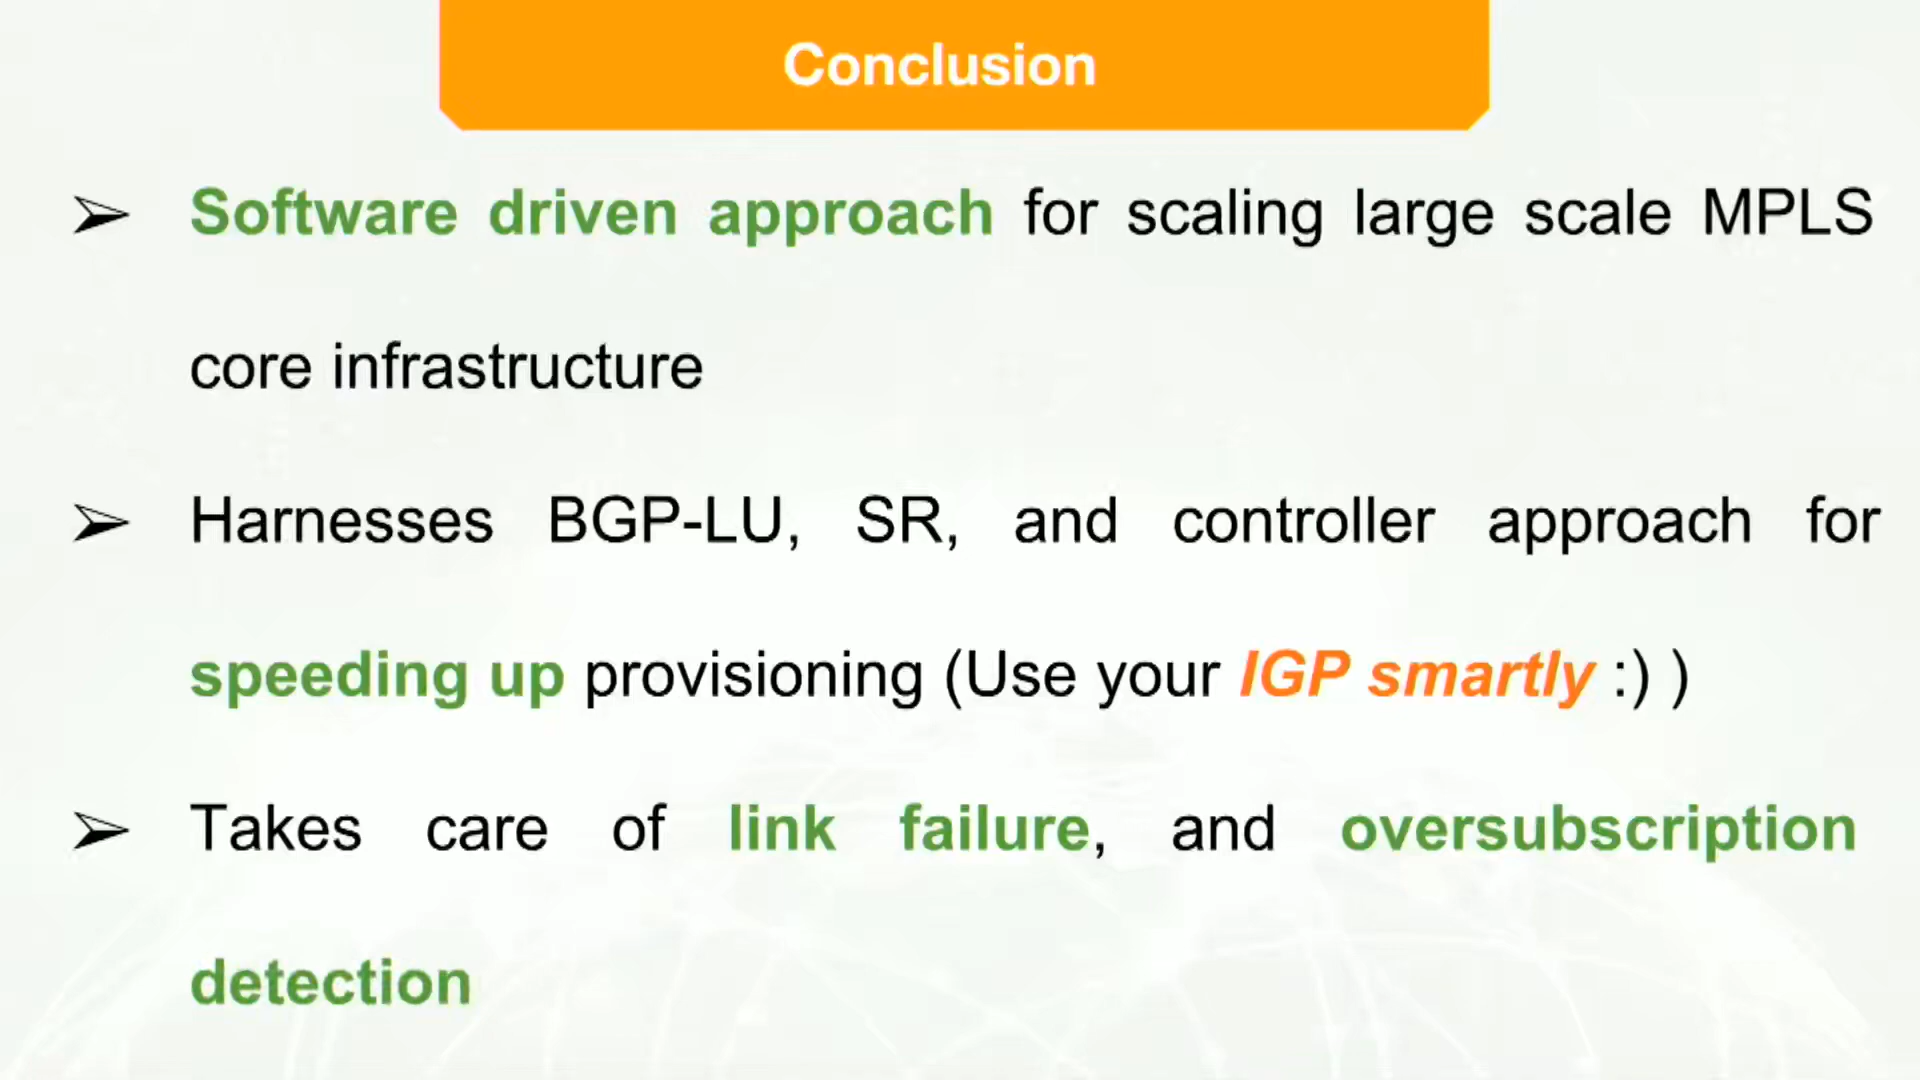 Conclusion
➢ Software driven approach for scaling large scale MPLS
core infrastructure
➢ Harnesses BGP-LU, SR, and controller approach for
speeding up provisioning (Use your IGP smartly :) )
➢ Takes care of link failure, and oversubscription
detection